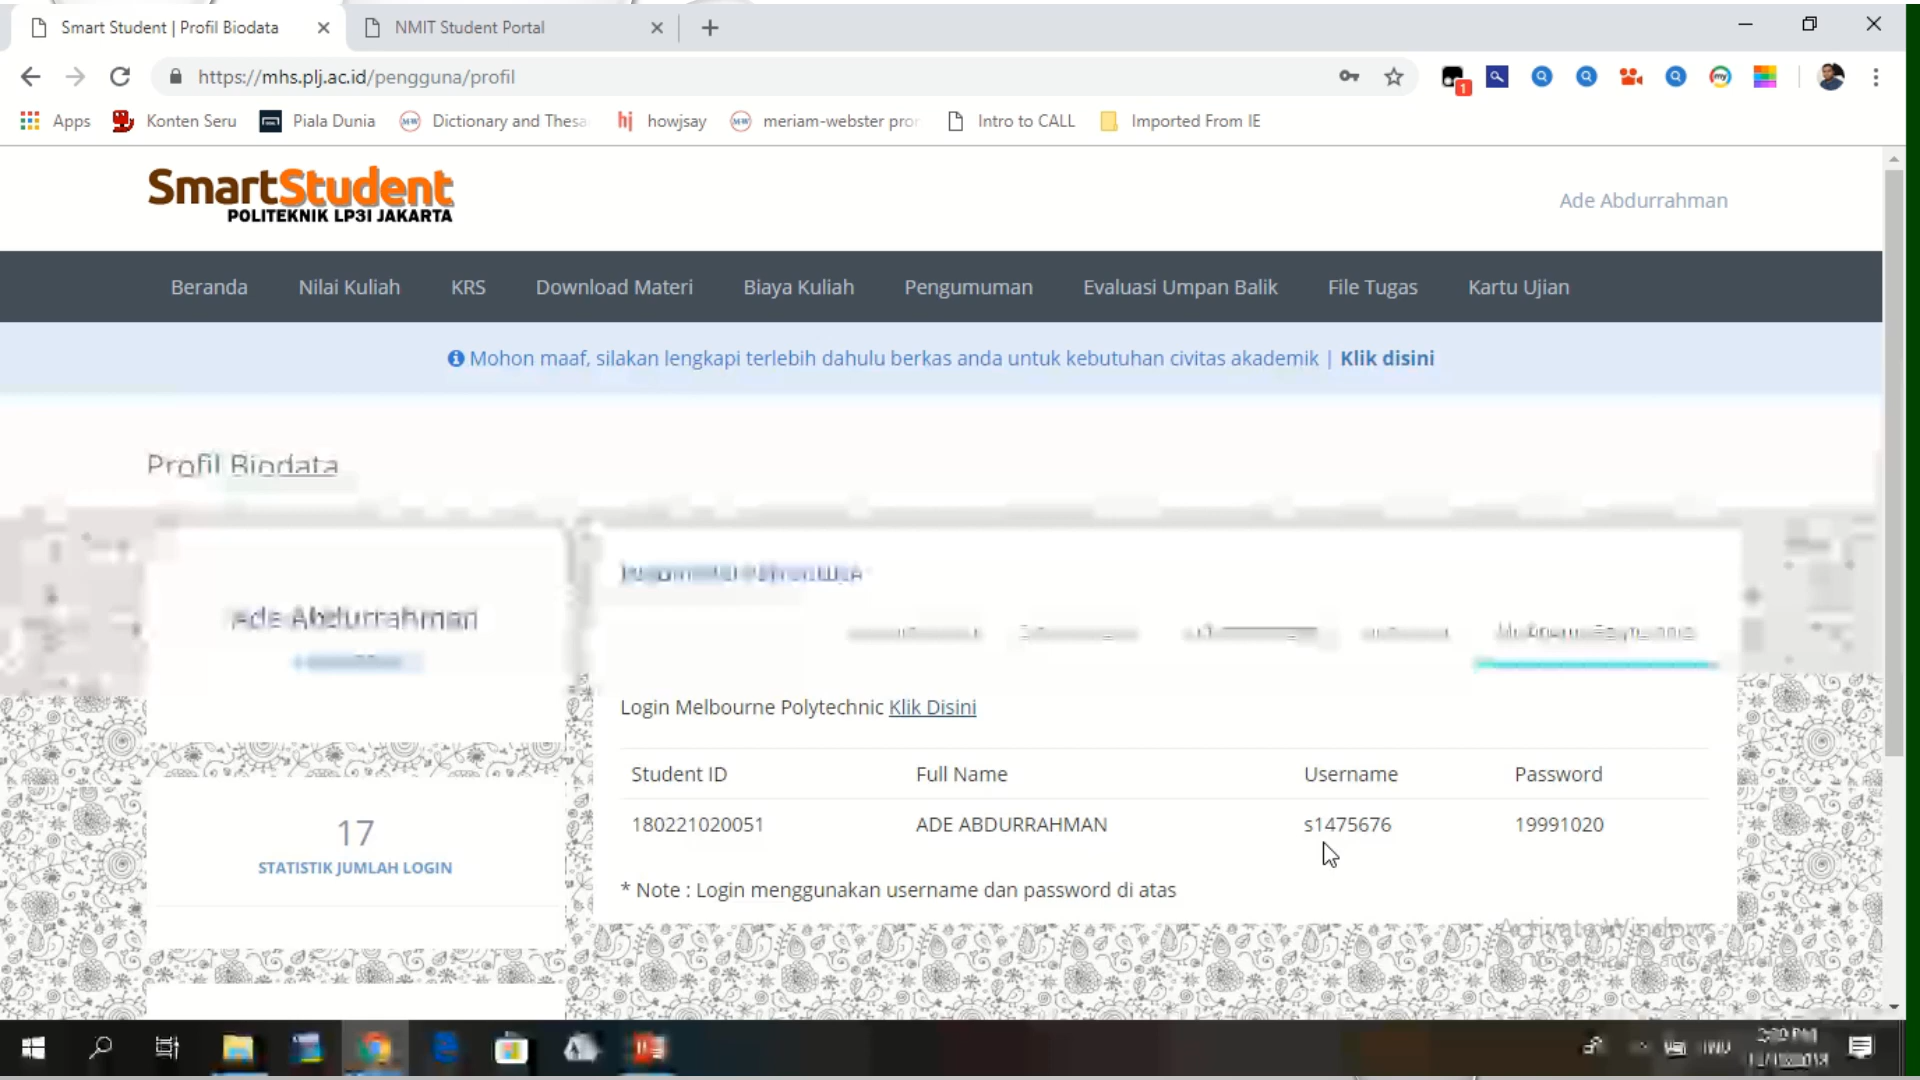 Smart Student | Profil Biodata
NMIT Student Portal
https://mhs.plj.ac.id/pengguna/profil
1
Apps
Konten Seru
Piala Dunia
Dictionary and Thesa
hj howjsay
meriam-webster pro
Intro to CALL
Imported From IE
SmartStudent
POLITEKNIK LP3I JAKARTA
Ade Abdurrahman
Beranda
Nilai Kuliah
KRS
Download Materi
Biaya Kuliah
Pengumuman
Evaluasi Umpan Balik
File Tugas
Kartu Ujian
Mohon maaf, silakan lengkapi terlebih dahulu berkas anda untuk kebutuhan civitas akademik | Klik disini
Profil Biodata
Ade Abdurrahman
Login Melbourne Polytechnic Klik Disini
Student ID Full Name Username Password
180221020051 ADE ABDURRAHMAN s1475676 19991020
* Note : Login menggunakan username dan password di atas
17
STATISTIK JUMLAH LOGIN
Activate Windows